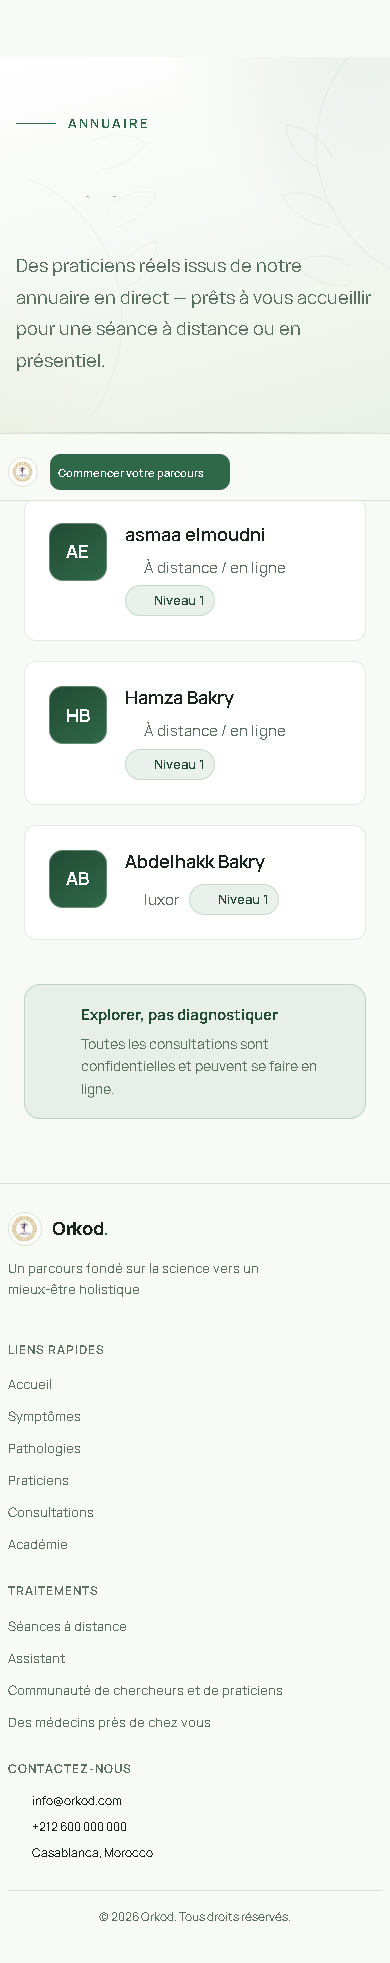 ANNUAIRE
Des praticiens réels issus de notre
annuaire en direct — prêts à vous accueillir
pour une séance à distance ou en
présentiel.
Commencer votre parcours
AE
asmaa elmoudni
À distance / en ligne
Niveau 1
HB
Hamza Bakry
À distance / en ligne
Niveau 1
AB
Abdelhakk Bakry
luxor
Niveau 1
Explorer, pas diagnostiquer
Toutes les consultations sont
confidentielles et peuvent se faire en
ligne.
Orkod.
Un parcours fondé sur la science vers un
mieux-être holistique
LIENS RAPIDES
Accueil
Symptômes
Pathologies
Praticiens
Consultations
Académie
TRAITEMENTS
Séances à distance
Assistant
Communauté de chercheurs et de praticiens
Des médecins près de chez vous
CONTACTEZ-NOUS
info@orkod.com
+212 600 000 000
Casablanca, Morocco
© 2026 Orkod. Tous droits réservés.